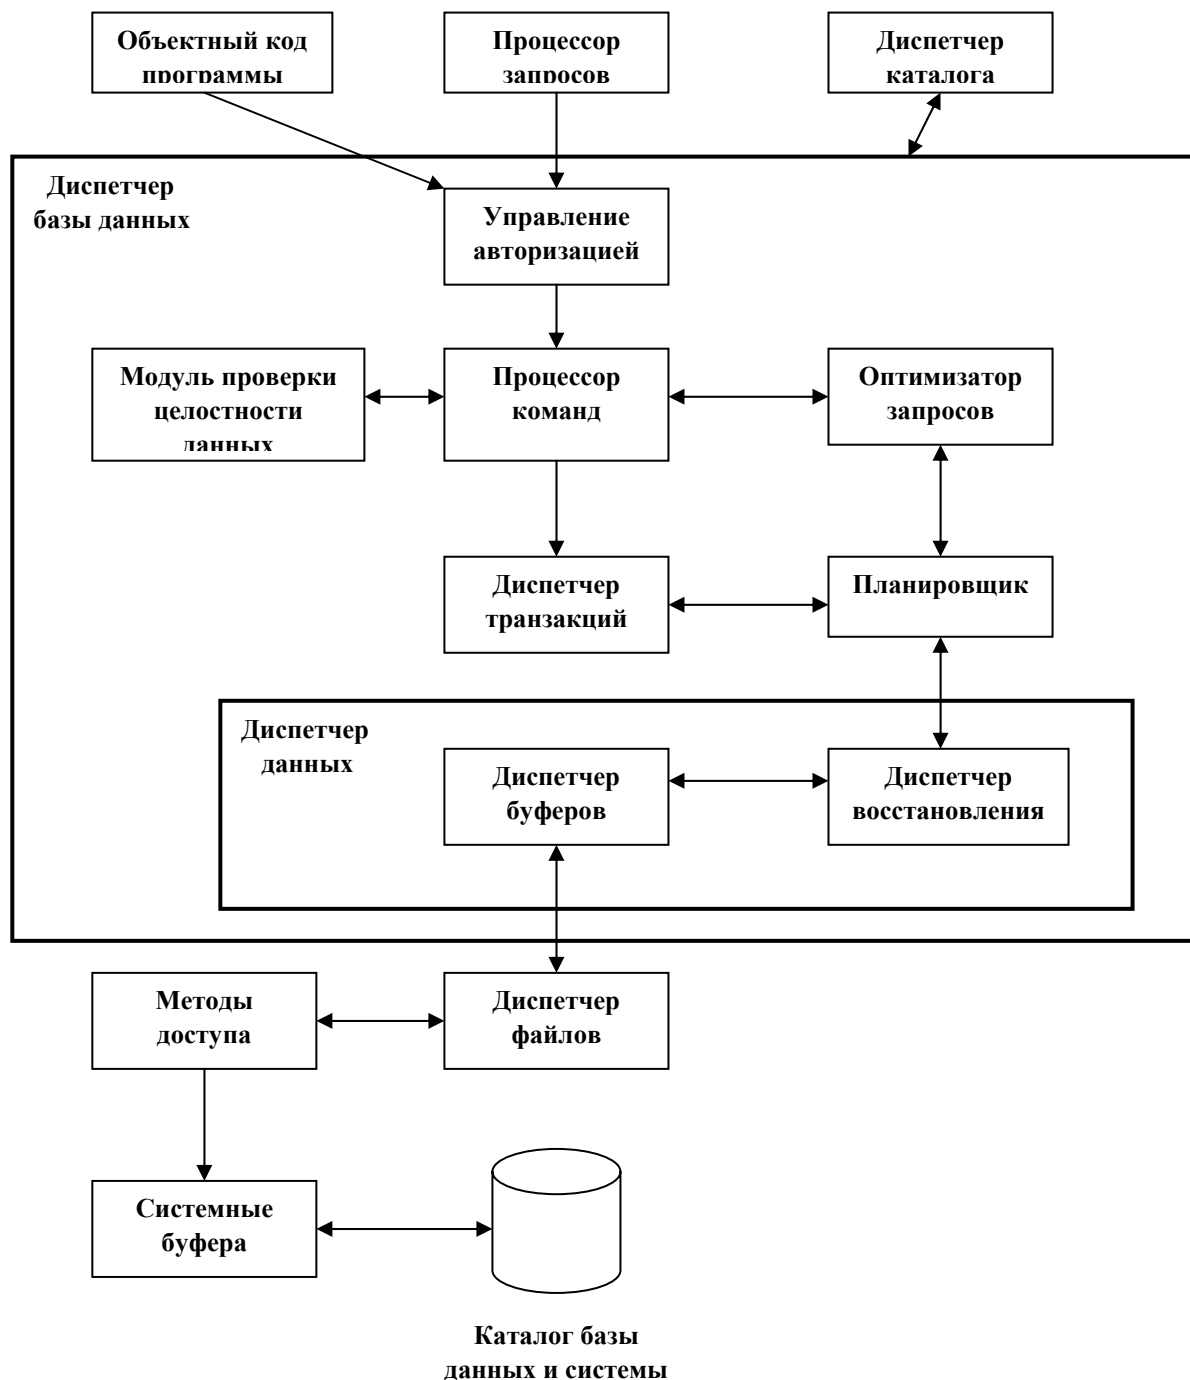 Объектный код
программы
Процессор
запросов
Диспетчер
каталога
Диспетчер
базы данных
Управление
авторизацией
Модуль проверки
целостности
данных
Процессор
команд
Оптимизатор
запросов
Диспетчер
транзакций
Планировщик
Диспетчер
данных
Диспетчер
буферов
Диспетчер
восстановления
Методы
доступа
Диспетчер
файлов
Системные
буфера
Каталог базы
данных и системы